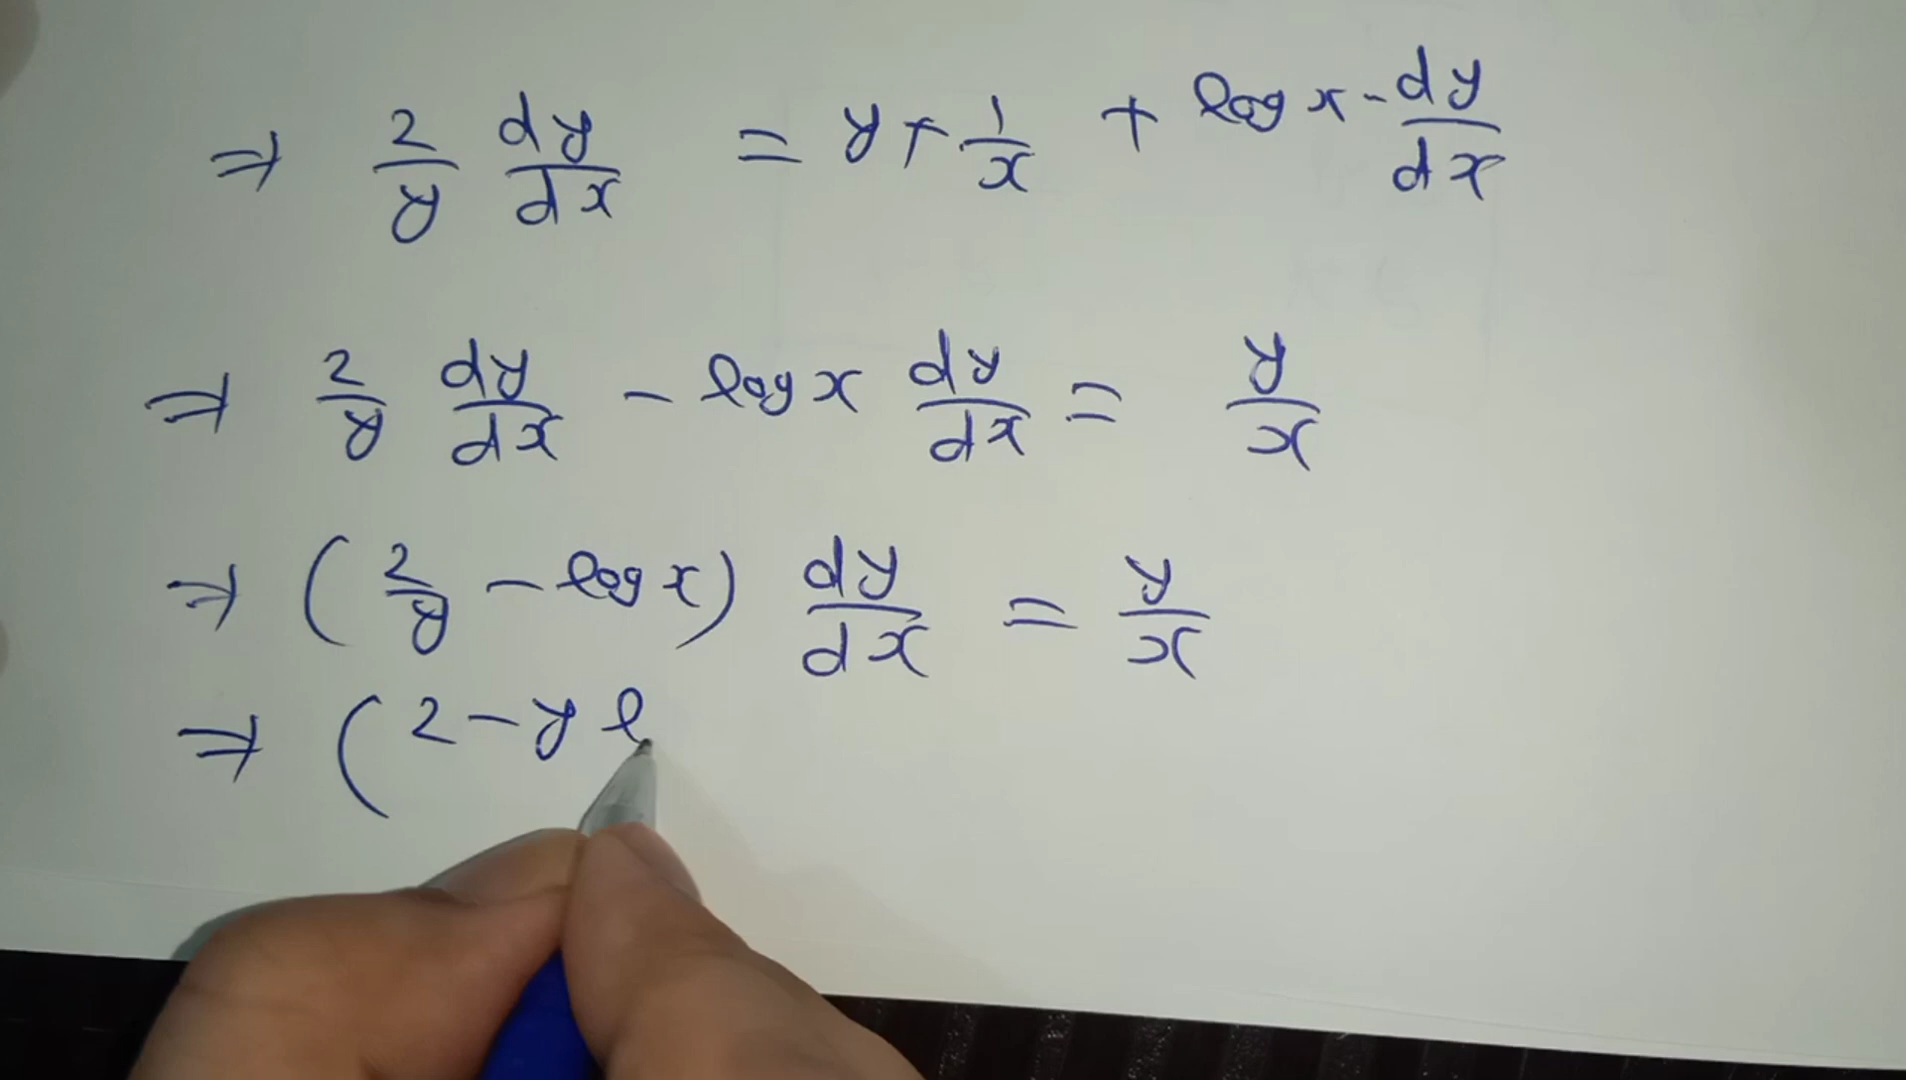 ⇒ 2/y dy/dx = y + 1/x + log x - dy/dx
⇒ 2/y dy/dx - log x dy/dx = y/x
⇒ (2/y - log x) dy/dx = y/x
⇒ (2 - y l